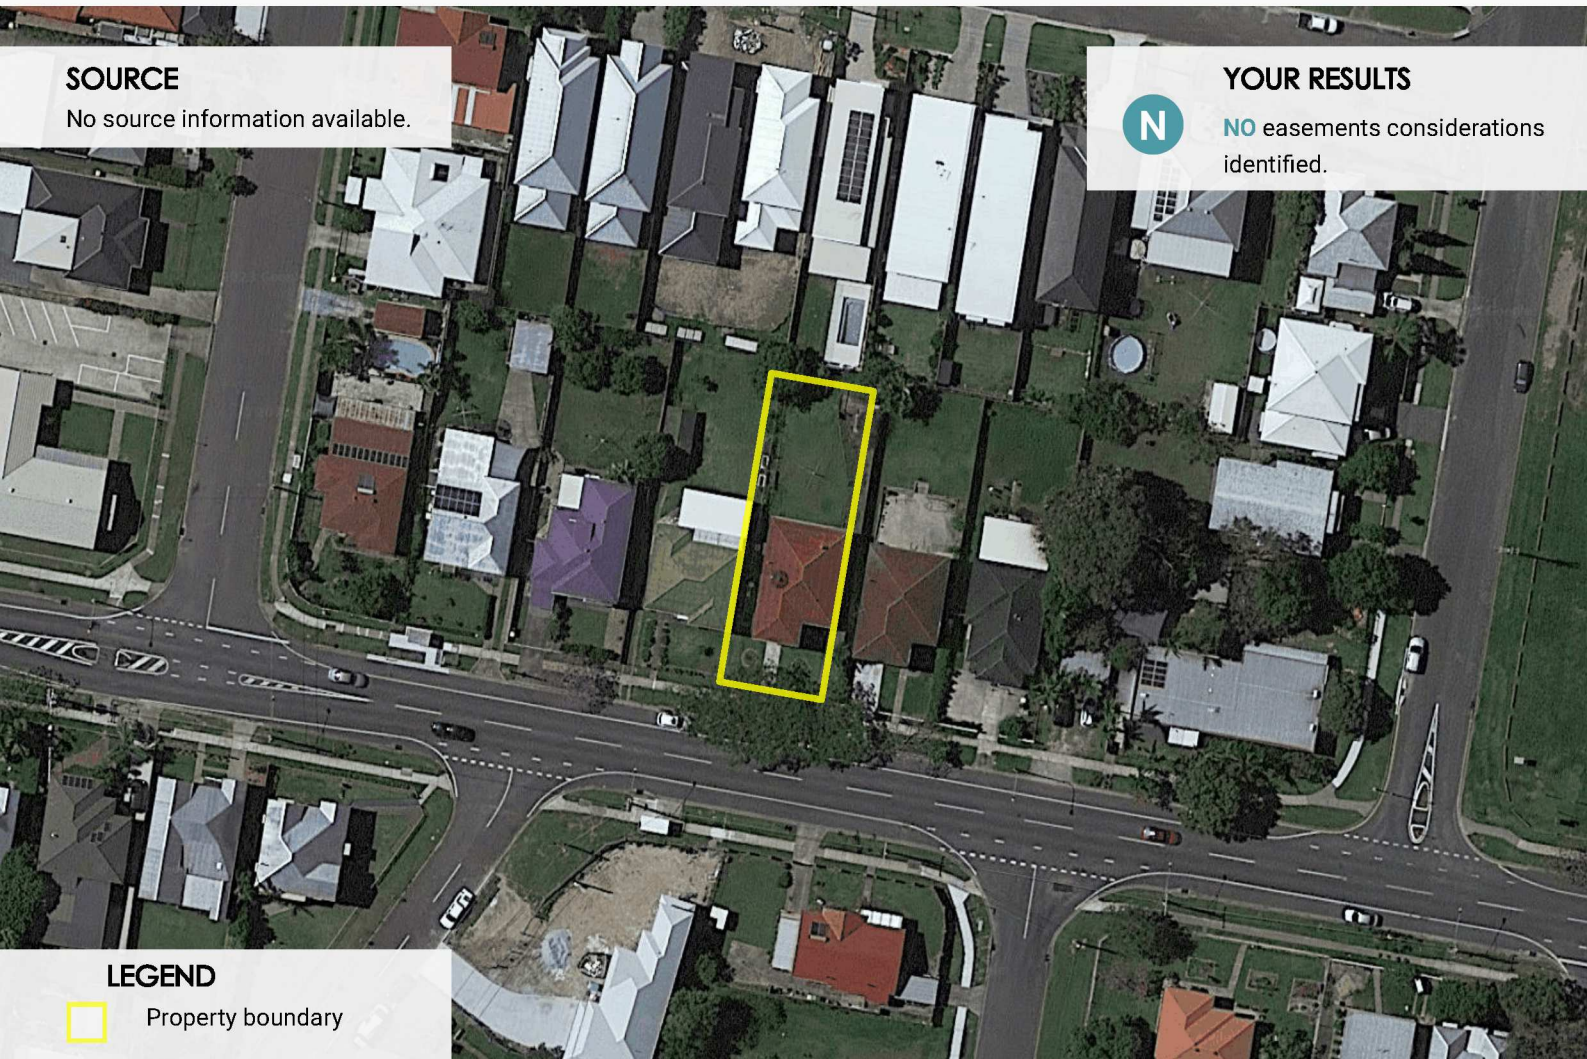 SOURCE
No source information available.
YOUR RESULTS
N
NO easements considerations
identified.
LEGEND
Property boundary